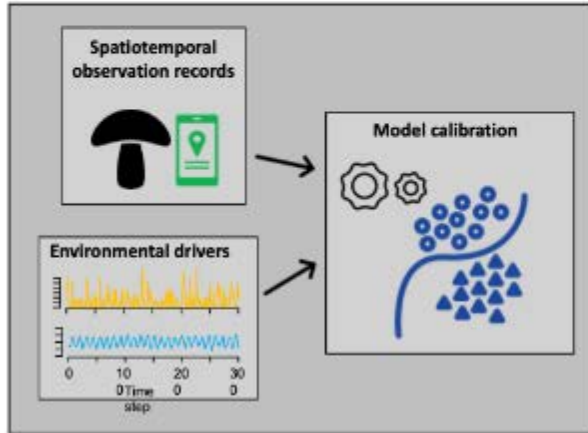 Spatiotemporal
observation records
Model calibration
Environmental drivers
0 10 20 30
0Time 0 0
step